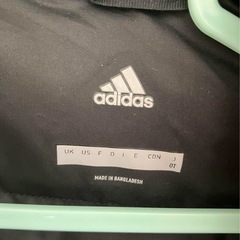 adidas
UK US F D I E CDN J
OT
MADE IN BANGLADESH